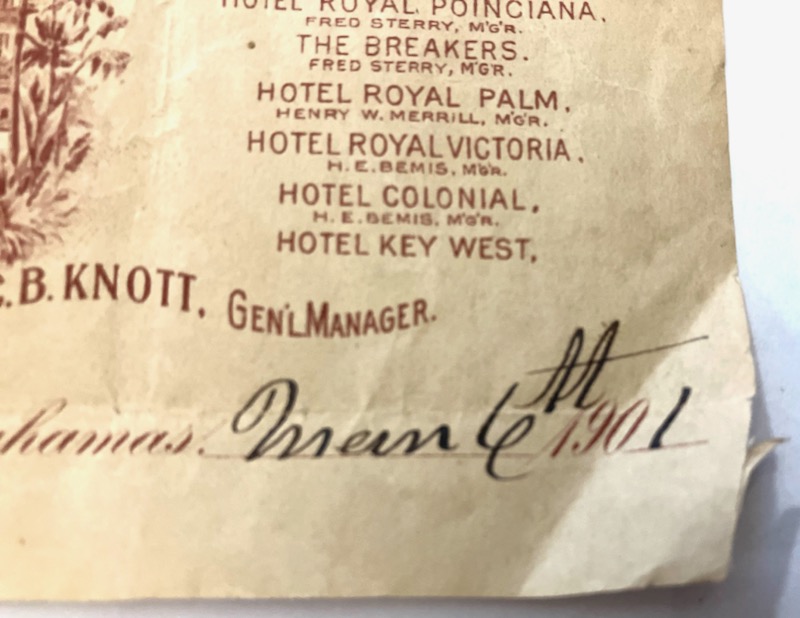 HOTEL ROYAL POINCIANA.
FRED STERRY, M'G'R.
THE BREAKERS.
FRED STERRY, M'G'R.
HOTEL ROYAL PALM.
HENRY W. MERRILL, M'G'R.
HOTEL ROYAL VICTORIA.
H. E. BEMIS, M'G'R.
HOTEL COLONIAL,
H. E. BEMIS, M'G'R.
HOTEL KEY WEST,
.B. KNOTT. GEN'L MANAGER.
hamas. 6th 1901